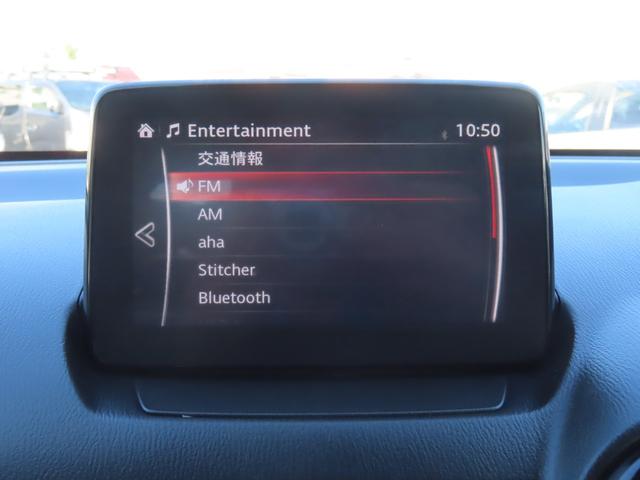 Entertainment 10:50
交通情報
FM
AM
aha
Stitcher
Bluetooth